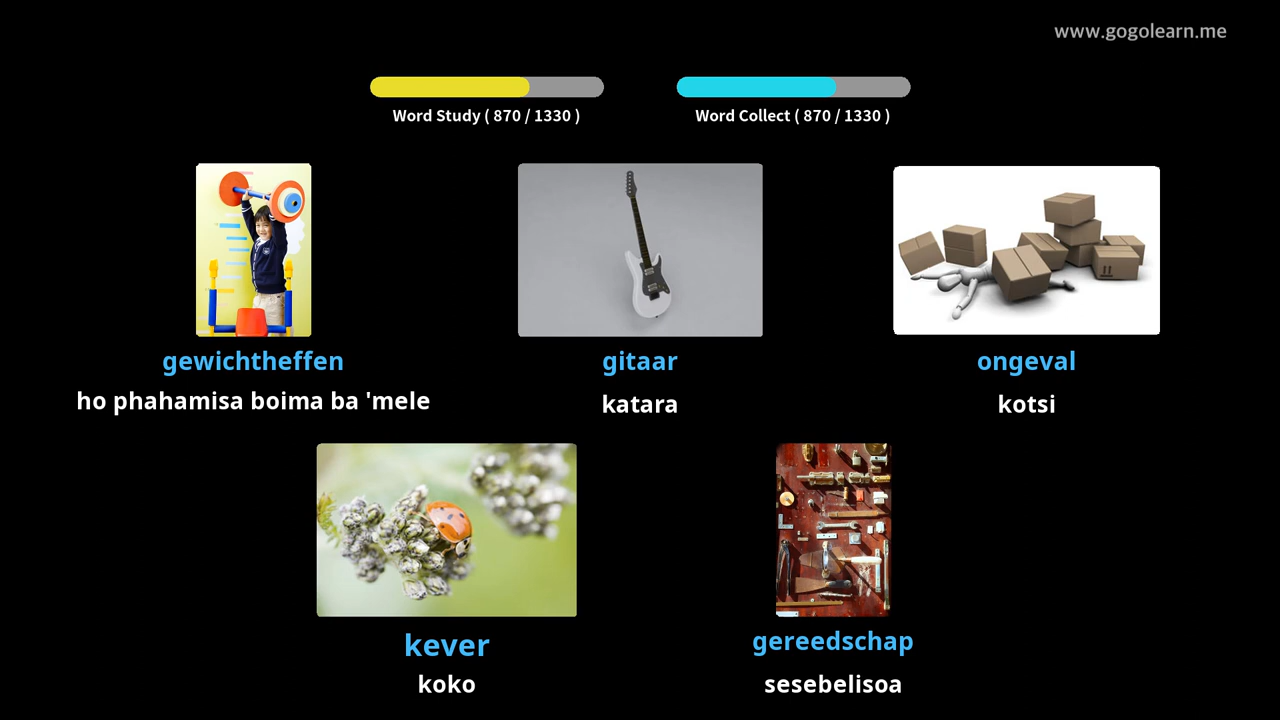 www.gogolearn.me
Word Study ( 870 / 1330 )
Word Collect ( 870 / 1330 )
gewichtheffen
ho phahamisa boima ba 'mele
gitaar
katara
ongeval
kotsi
kever
koko
gereedschap
sesebelisoa